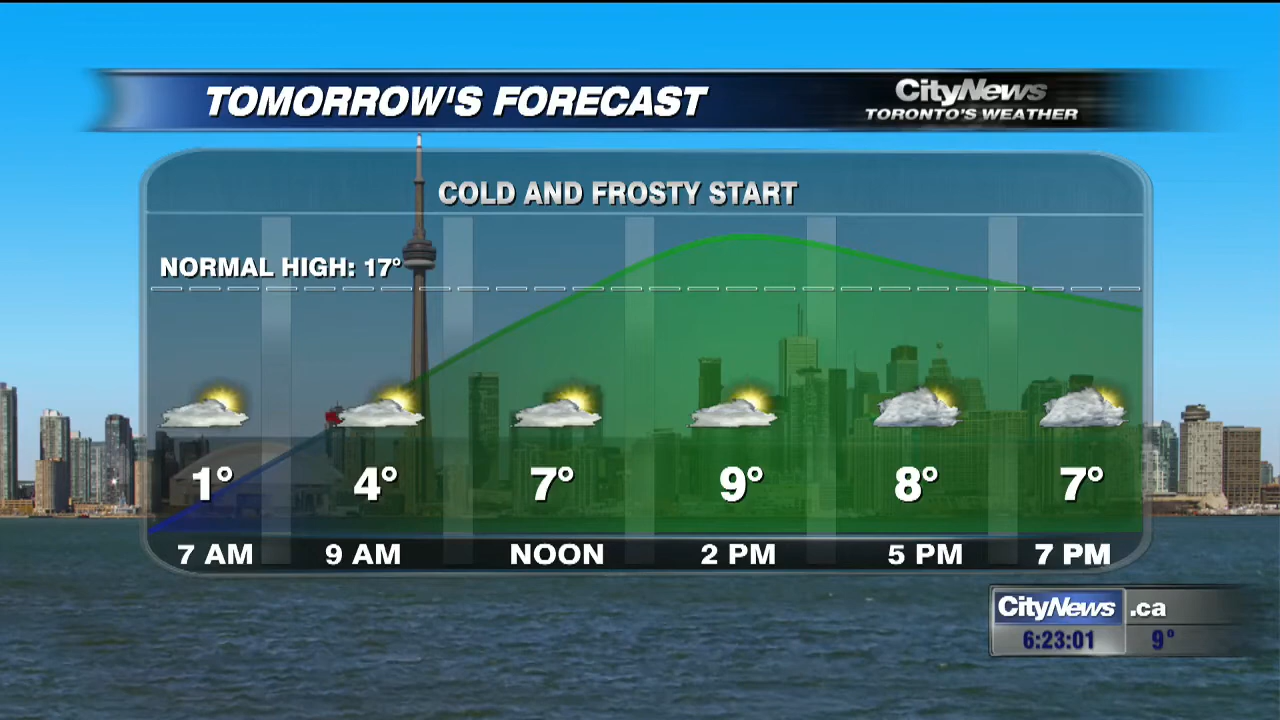 TOMORROW'S FORECAST
CityNews
TORONTO'S WEATHER
COLD AND FROSTY START
NORMAL HIGH: 17°
1° 4° 7° 9° 8° 7°
7 AM 9 AM NOON 2 PM 5 PM 7 PM
CityNews .ca
6:23:01 9°